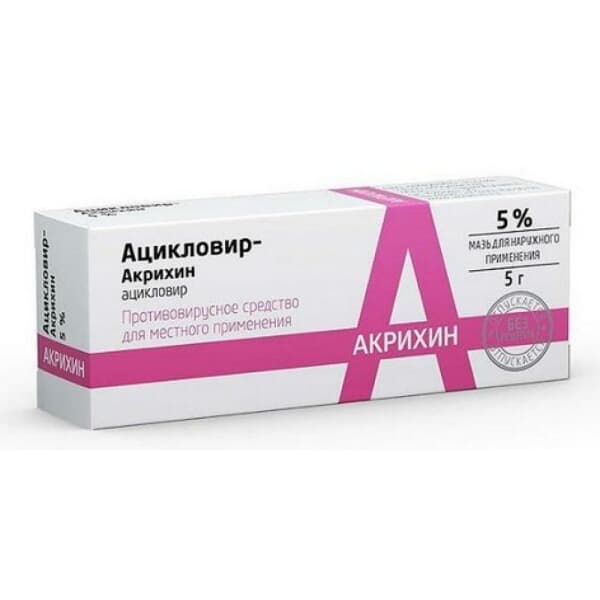 Ацикловир-
Акрихин
ацикловир
Противовирусное средство
для местного применения
5 %
МАЗЬ ДЛЯ НАРУЖНОГО
ПРИМЕНЕНИЯ
5 г
АКРИХИН
БЕЗ
Ацикловир-
Акрихин
5 %
АКРИХИН